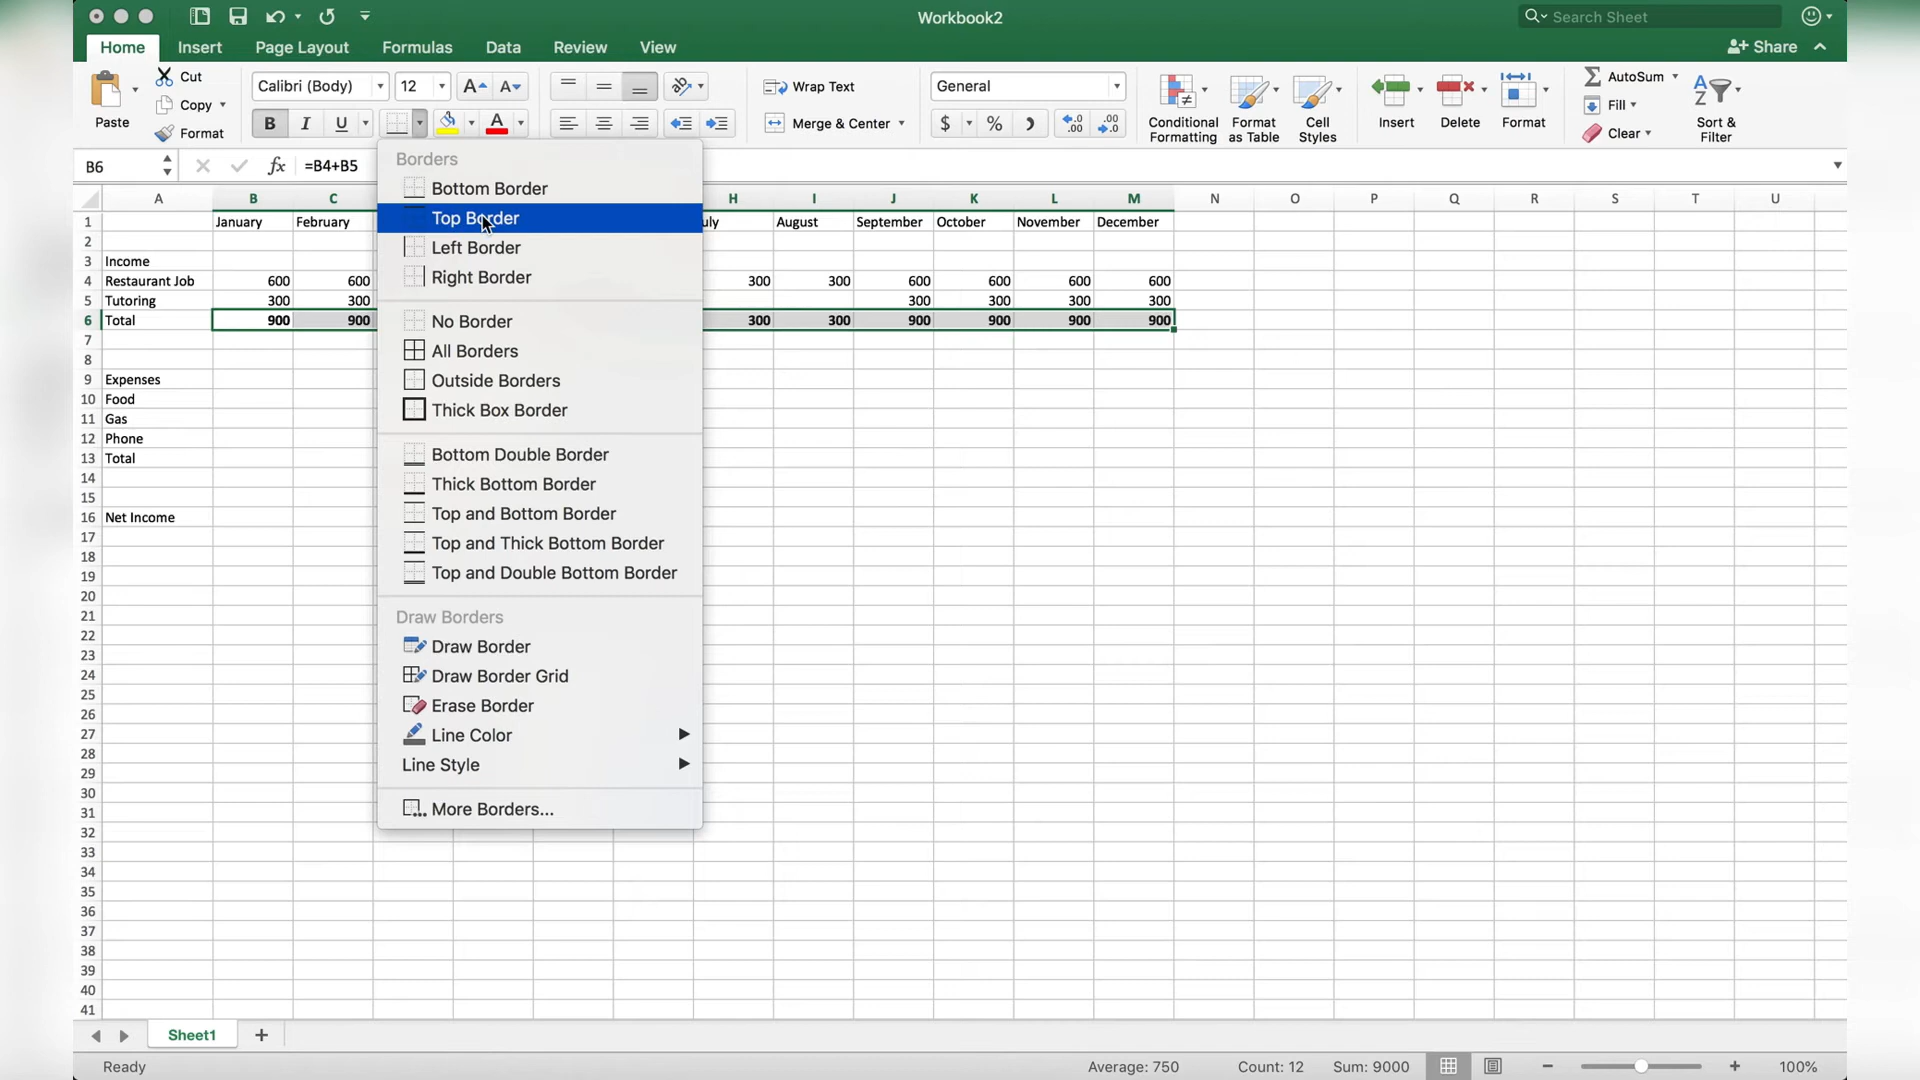 Workbook2
Search Sheet
Home Insert Page Layout Formulas Data Review View
Share
Paste
Cut
Copy
Format
Calibri (Body) 12 A A
B I U A
Wrap Text
Merge & Center
General
$ % )
.00 .00
Conditional Formatting
Format as Table
Cell Styles
Insert Delete Format
AutoSum
Fill
Clear
Sort & Filter
B6 fx =B4+B5
A B C H I J K L M N O P Q R S T U
1 January February uly August September October November December
2
3 Income
4 Restaurant Job 600 600 300 300 600 600 600 600
5 Tutoring 300 300 300 300 300 300
6 Total 900 900 300 300 900 900 900 900
7
8
9 Expenses
10 Food
11 Gas
12 Phone
13 Total
14
15
16 Net Income
17
18
19
20
21
22
23
24
25
26
27
28
29
30
31
32
33
34
35
36
37
38
39
40
41
Borders
Bottom Border
Top Border
Left Border
Right Border
No Border
All Borders
Outside Borders
Thick Box Border
Bottom Double Border
Thick Bottom Border
Top and Bottom Border
Top and Thick Bottom Border
Top and Double Bottom Border
Draw Borders
Draw Border
Draw Border Grid
Erase Border
Line Color
Line Style
More Borders...
Sheet1 +
Ready Average: 750 Count: 12 Sum: 9000 100%